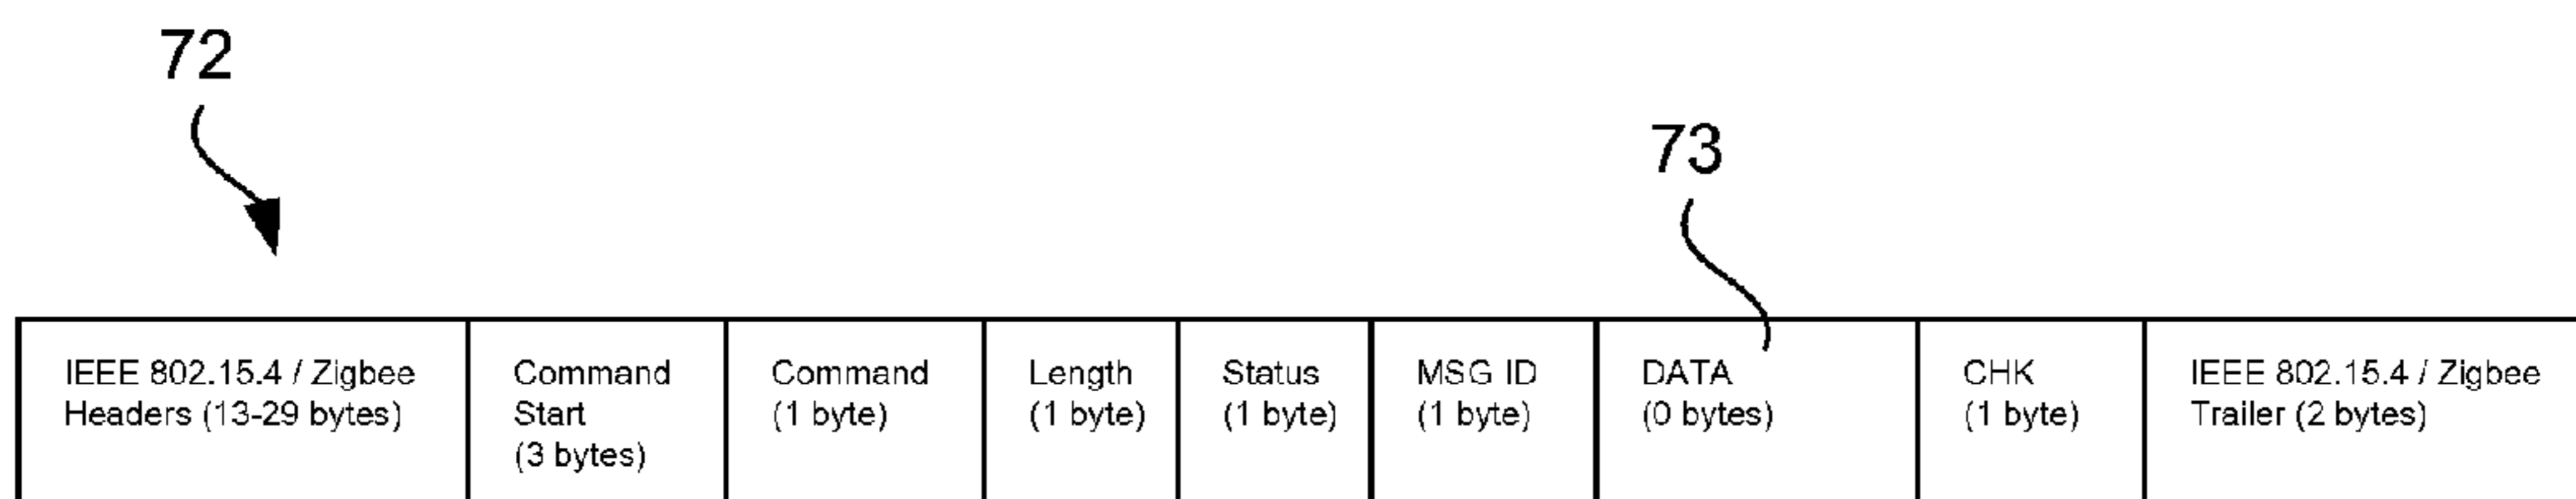 72
73
IEEE 802.15.4 / Zigbee
Headers (13-29 bytes)
Command
Start
(3 bytes)
Command
(1 byte)
Length
(1 byte)
Status
(1 byte)
MSG ID
(1 byte)
DATA
(0 bytes)
CHK
(1 byte)
IEEE 802.15.4 / Zigbee
Trailer (2 bytes)